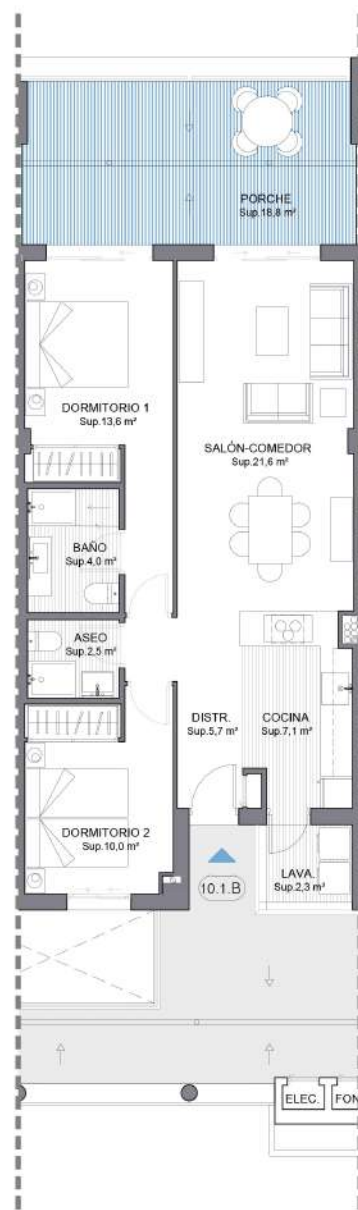 PORCHE
Sup.18,8 m²
DORMITORIO 1
Sup.13,6 m²
SALÓN-COMEDOR
Sup.21,6 m²
BAÑO
Sup.4,0 m²
ASEO
Sup.2,5 m²
DISTR.
Sup.5,7 m²
COCINA
Sup.7,1 m²
DORMITORIO 2
Sup.10,0 m²
LAVA.
Sup.2,3 m²
10.1.B
ELEC.
FON